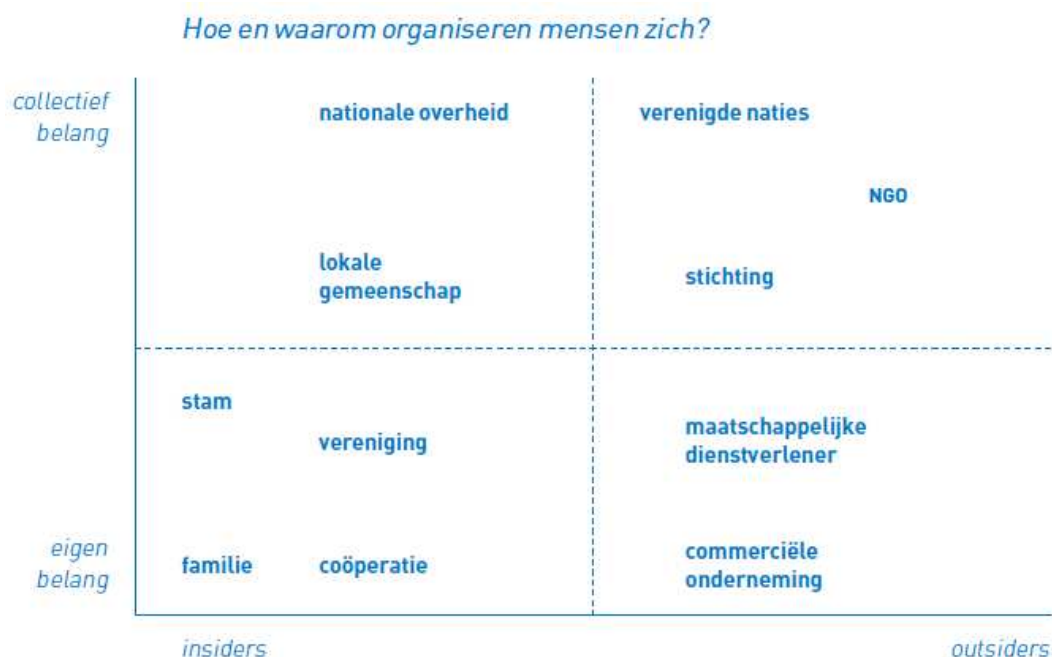 Hoe en waarom organiseren mensen zich?
collectief
belang
nationale overheid
verenigde naties
NGO
lokale
gemeenschap
stichting
stam
vereniging
maatschappelijke
dienstverlener
eigen
belang
familie
coöperatie
commerciële
onderneming
insiders
outsiders